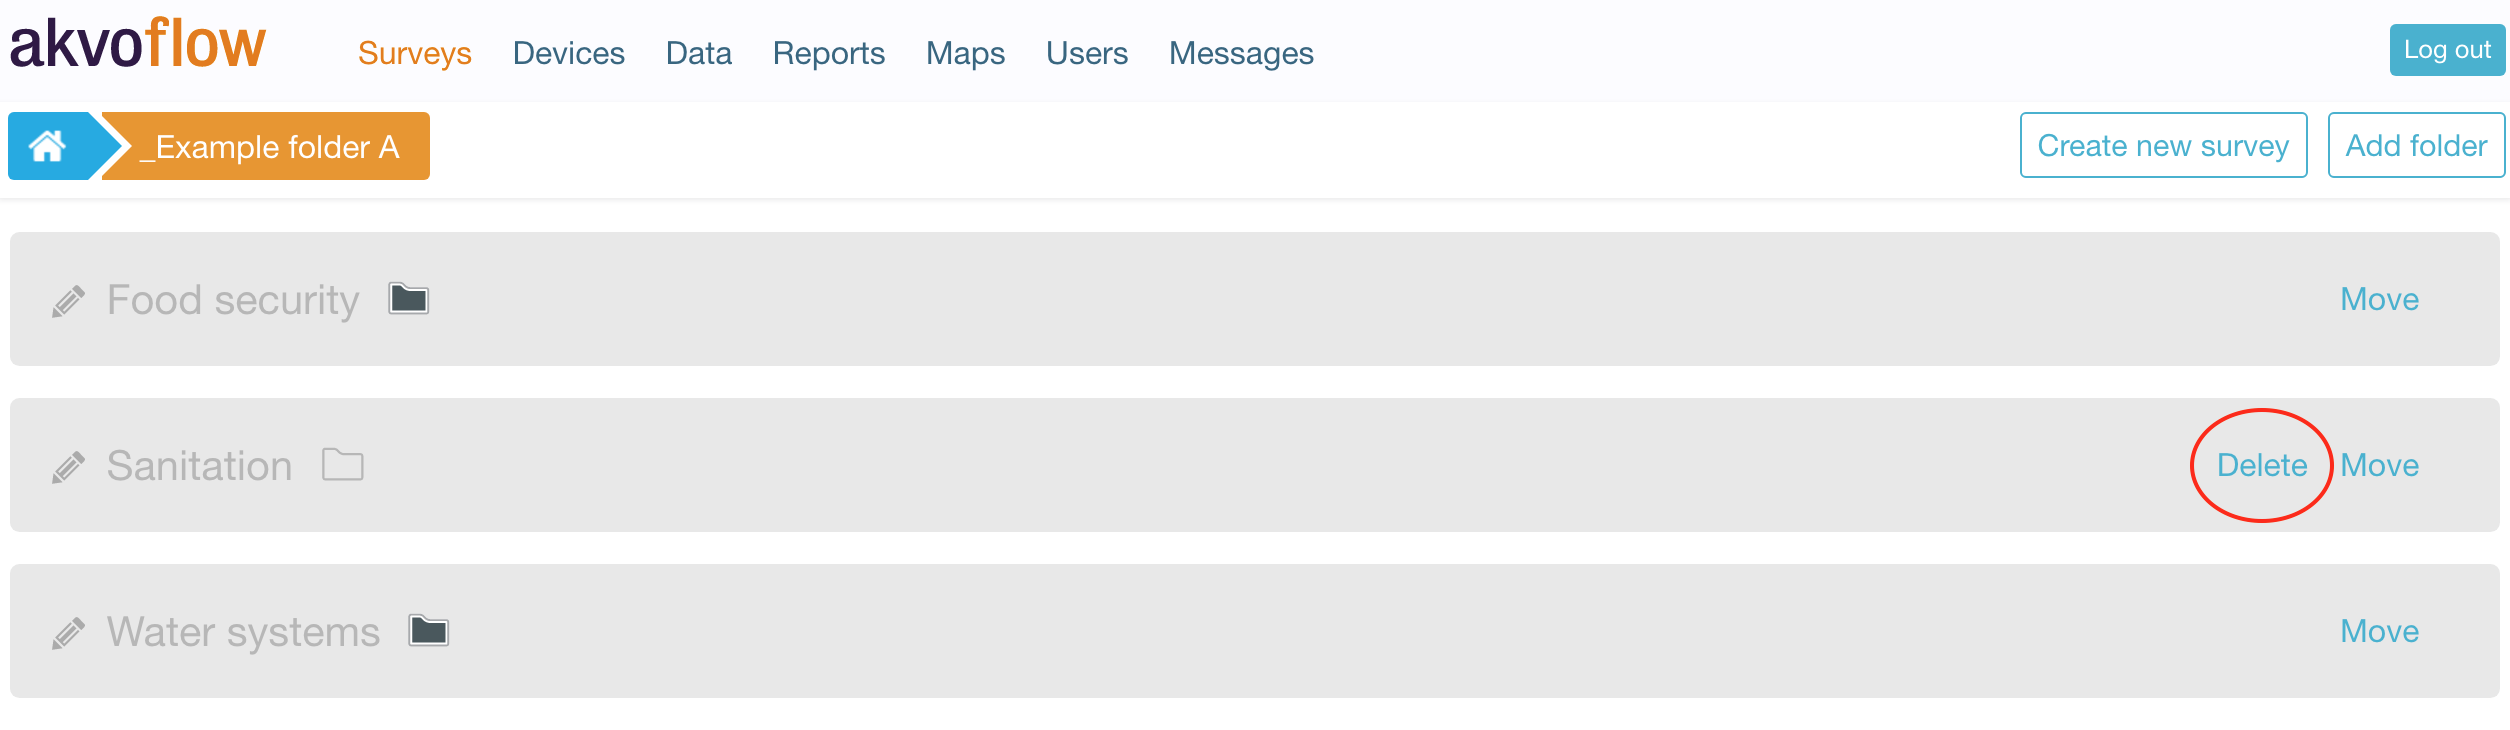 akvoflow Surveys Devices Data Reports Maps Users Messages Log out
_Example folder A Create new survey Add folder
Food security Move
Sanitation Delete Move
Water systems Move